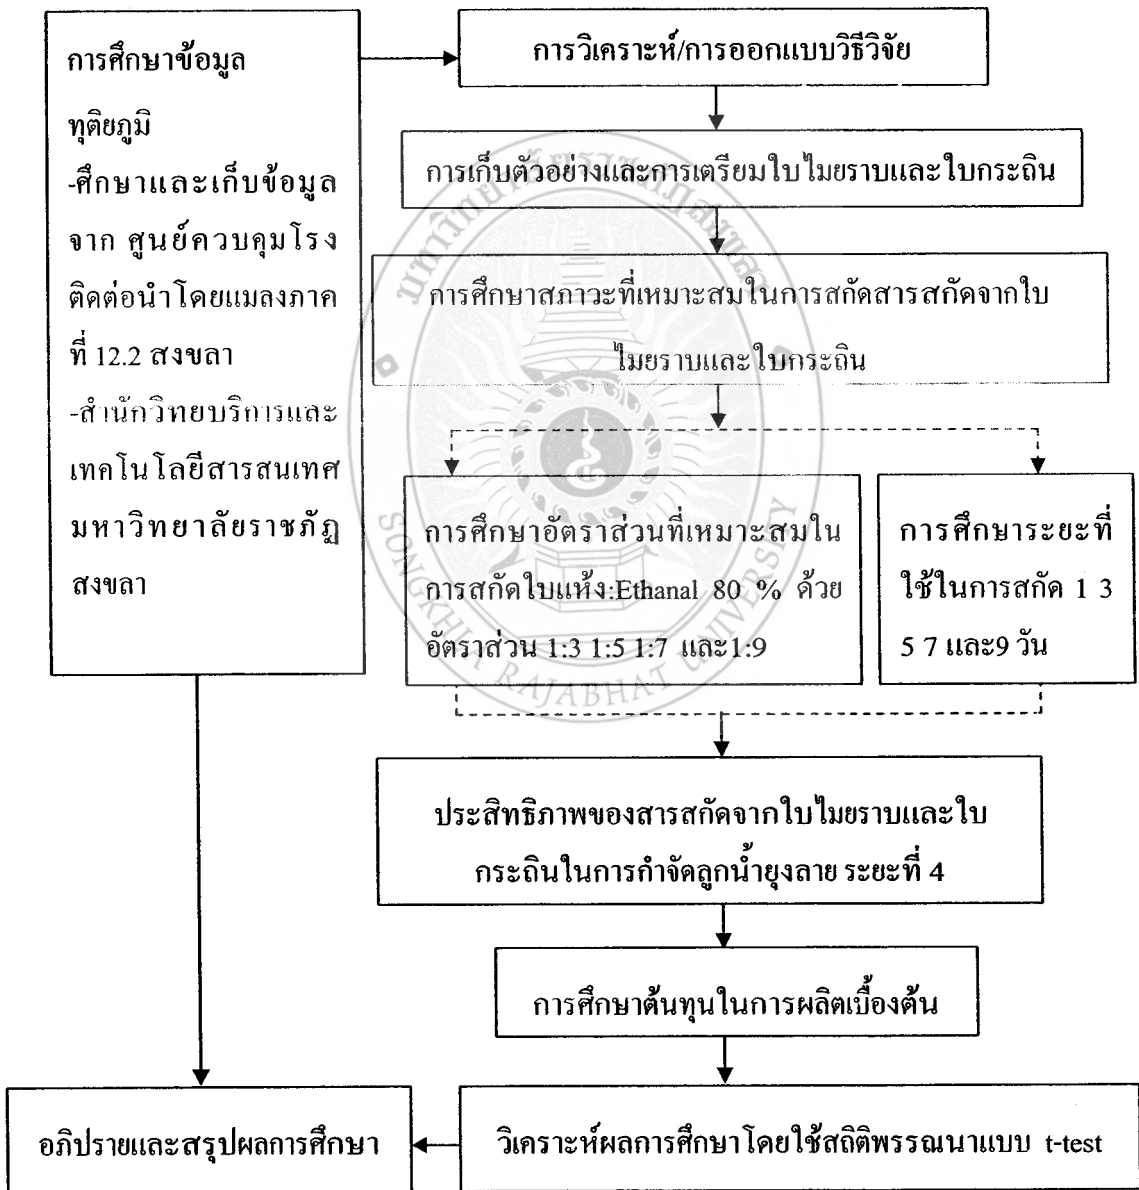 การศึกษาข้อมูล
ทุติยภูมิ
-ศึกษาและเก็บข้อมูล
จาก ศูนย์ควบคุมโรง
ติดต่อนำโดยแมลงภาค
ที่ 12.2 สงขลา
-สำนักวิทยบริการและ
เทคโนโลยีสารสนเทศ
มหาวิทยาลัยราชภัฏ
สงขลา
การวิเคราะห์/การออกแบบวิธีวิจัย
การเก็บตัวอย่างและการเตรียมใบไมยราบและใบกระถิน
การศึกษาสภาวะที่เหมาะสมในการสกัดสารสกัดจากใบ
ไมยราบและใบกระถิน
การศึกษาอัตราส่วนที่เหมาะสมใน
การสกัดใบแห้ง:Ethanal 80 % ด้วย
อัตราส่วน 1:3 1:5 1:7 และ1:9
การศึกษาระยะที่
ใช้ในการสกัด 1 3
5 7 และ9 วัน
ประสิทธิภาพของสารสกัดจากใบไมยราบและใบ
กระถินในการกำจัดลูกน้ำยุงลาย ระยะที่ 4
การศึกษาต้นทุนในการผลิตเบื้องต้น
วิเคราะห์ผลการศึกษาโดยใช้สถิติพรรณนาแบบ t-test
อภิปรายและสรุปผลการศึกษา
มหาวิทยาลัยราชภัฏสงขลา
SONGKHLA RAJABHAT UNIVERSITY